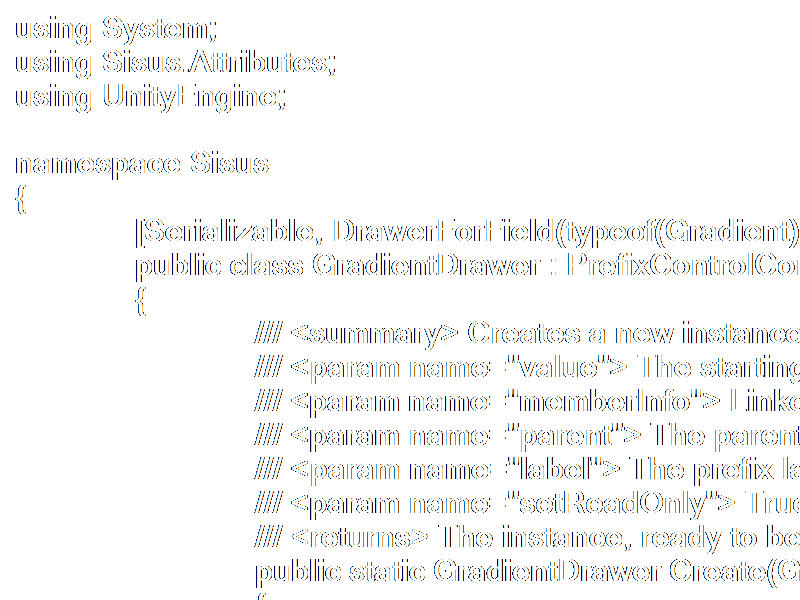 using System;
using Sisus.Attributes;
using UnityEngine;

namespace Sisus
{
[Serializable, DrawerForField(typeof(Gradient)
public class GradientDrawer : PrefixControlCo
{
/// <summary> Creates a new instance
/// <param name="value"> The starting
/// <param name="memberInfo"> Linke
/// <param name="parent"> The parent
/// <param name="label"> The prefix la
/// <param name="setReadOnly"> True
/// <returns> The instance, ready to be
public static GradientDrawer Create(G
{